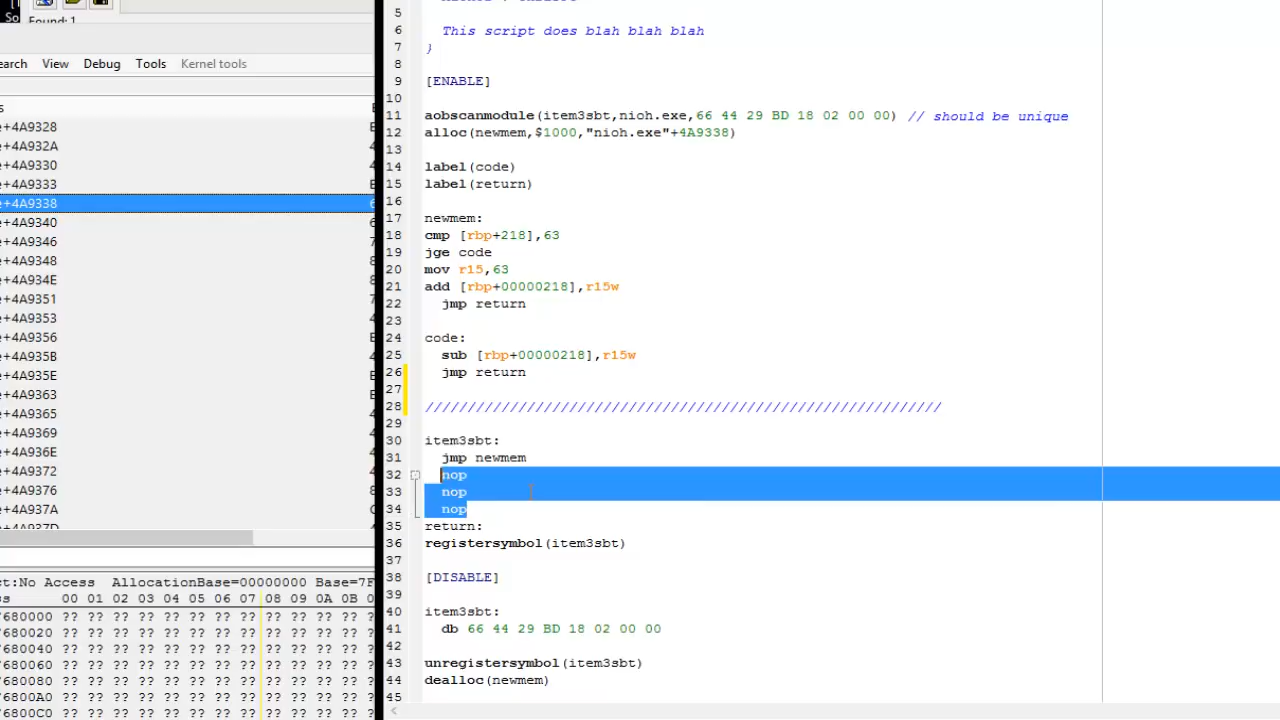 So Found: 1
earch View Debug Tools Kernel tools
s
e+4A9328
e+4A932A
e+4A9330
e+4A9333
e+4A9338
e+4A9340
e+4A9346
e+4A9348
e+4A934E
e+4A9351
e+4A9353
e+4A9356
e+4A935B
e+4A935E
e+4A9363
e+4A9365
e+4A9369
e+4A936E
e+4A9372
e+4A9376
e+4A937A
e+4A937D
ct:No Access AllocationBase=00000000 Base=7F
ss 00 01 02 03 04 05 06 07 08 09 0A 0B 0
7680000 ?? ?? ?? ?? ?? ?? ?? ?? ?? ?? ?? ?? ?
7680020 ?? ?? ?? ?? ?? ?? ?? ?? ?? ?? ?? ?? ?
7680040 ?? ?? ?? ?? ?? ?? ?? ?? ?? ?? ?? ?? ?
7680060 ?? ?? ?? ?? ?? ?? ?? ?? ?? ?? ?? ?? ?
7680080 ?? ?? ?? ?? ?? ?? ?? ?? ?? ?? ?? ?? ?
76800A0 ?? ?? ?? ?? ?? ?? ?? ?? ?? ?? ?? ?? ?
76800C0 ?? ?? ?? ?? ?? ?? ?? ?? ?? ?? ?? ?? ?
5
6 This script does blah blah blah
7 }
8
9 [ENABLE]
10
11 aobscanmodule(item3sbt,nioh.exe,66 44 29 BD 18 02 00 00) // should be unique
12 alloc(newmem,$1000,"nioh.exe"+4A9338)
13
14 label(code)
15 label(return)
16
17 newmem:
18 cmp [rbp+218],63
19 jge code
20 mov r15,63
21 add [rbp+00000218],r15w
22 jmp return
23
24 code:
25 sub [rbp+00000218],r15w
26 jmp return
27
28 /////////////////////////////////////////////////////////////
29
30 item3sbt:
31 jmp newmem
32 nop
33 nop
34 nop
35 return:
36 registersymbol(item3sbt)
37
38 [DISABLE]
39
40 item3sbt:
41 db 66 44 29 BD 18 02 00 00
42
43 unregistersymbol(item3sbt)
44 dealloc(newmem)
45